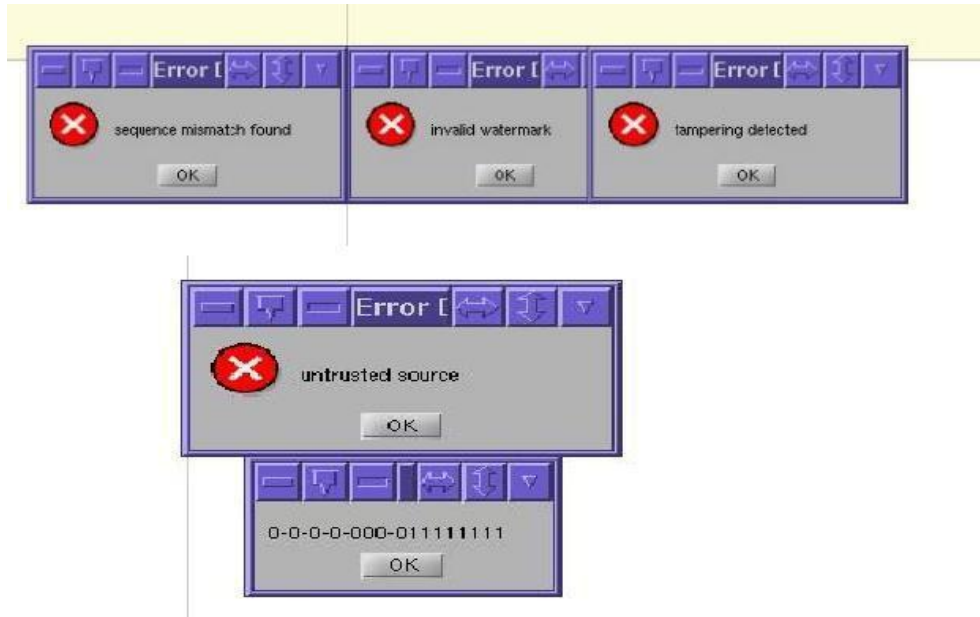 Error [
Error [
Error [
sequence mismatch found
invalid watermark
tampering detected
OK
OK
OK
Error [
untrusted source
OK
0-0-0-0-000-011111111
OK